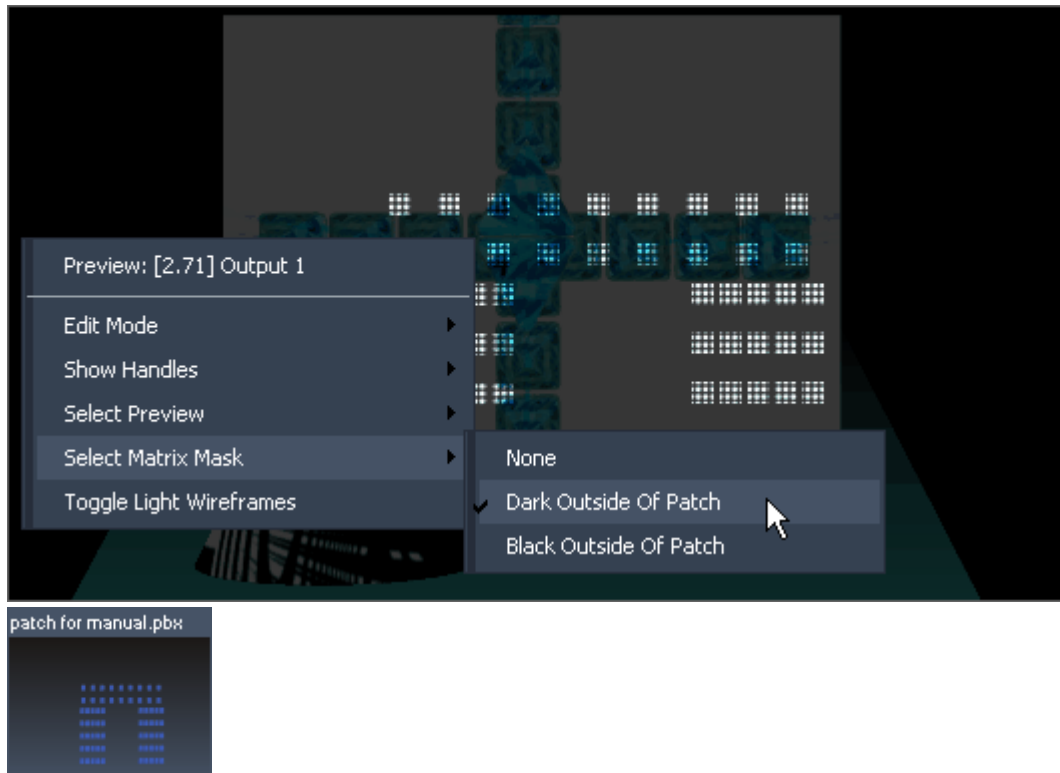 Preview: [2.71] Output 1
Edit Mode
Show Handles
Select Preview
Select Matrix Mask
Toggle Light Wireframes
None
Dark Outside Of Patch
Black Outside Of Patch
patch for manual.pbx